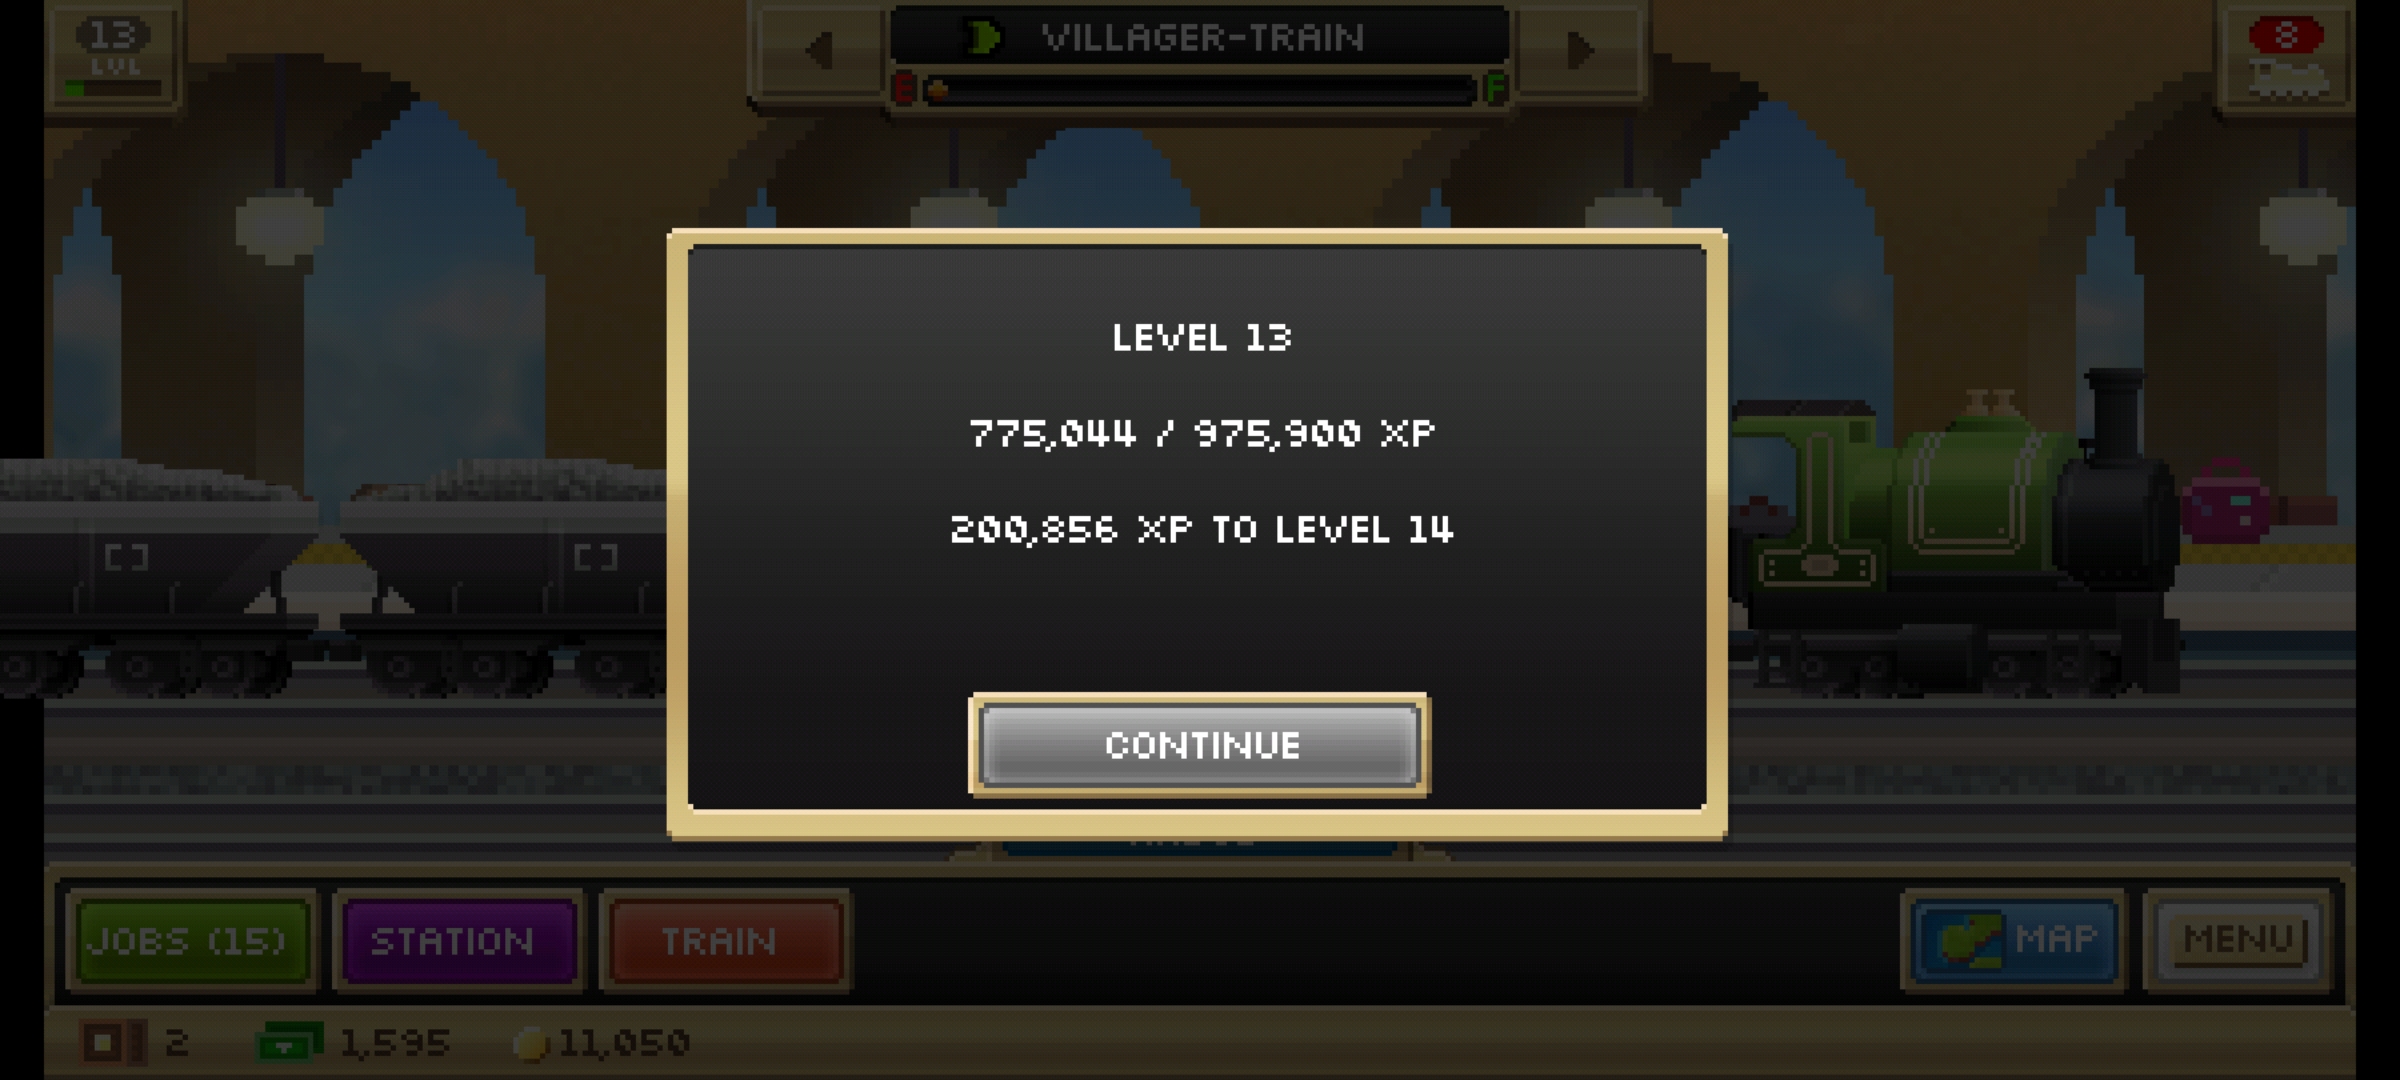 13
LVL
VILLAGER-TRAIN
E
F
8
LEVEL 13
775,044 / 975,900 XP
200,856 XP TO LEVEL 14
CONTINUE
JOBS (15)
STATION
TRAIN
MAP
MENU
2
1,595
11,050